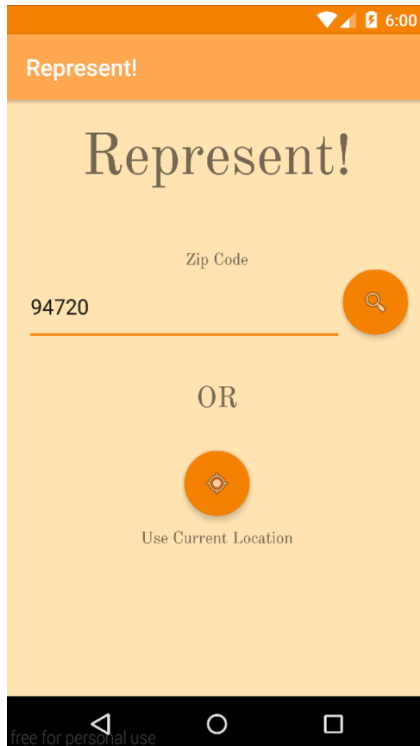 6:00
Represent!
Represent!
Zip Code
94720
OR
Use Current Location
free for personal use